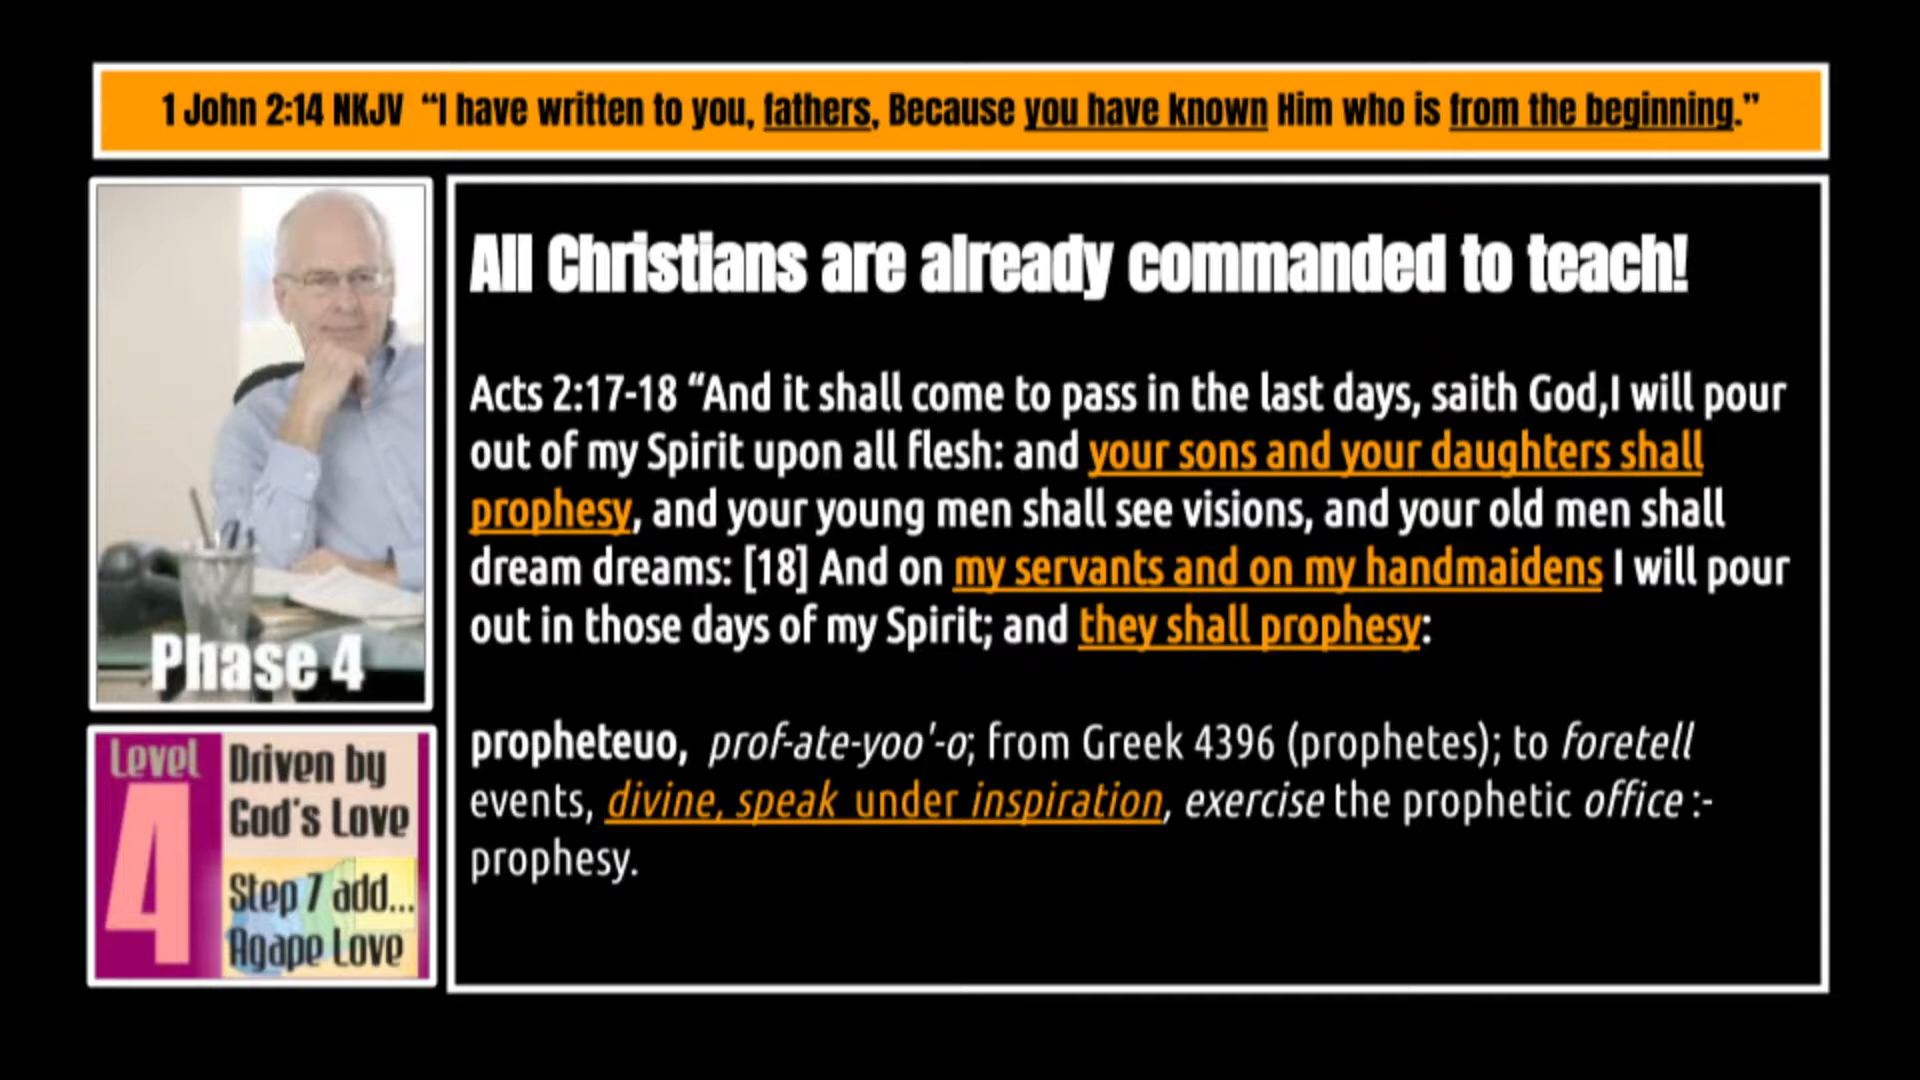 1 John 2:14 NKJV “I have written to you, fathers, Because you have known Him who is from the beginning.”
Phase 4
Level
4
Driven by
God's Love
Step 7 add...
Agape Love
All Christians are already commanded to teach!
Acts 2:17-18 “And it shall come to pass in the last days, saith God,I will pour
out of my Spirit upon all flesh: and your sons and your daughters shall
prophesy, and your young men shall see visions, and your old men shall
dream dreams: [18] And on my servants and on my handmaidens I will pour
out in those days of my Spirit; and they shall prophesy:
propheteuo, prof-ate-yoo'-o; from Greek 4396 (prophetes); to foretell
events, divine, speak under inspiration, exercise the prophetic office :-
prophesy.